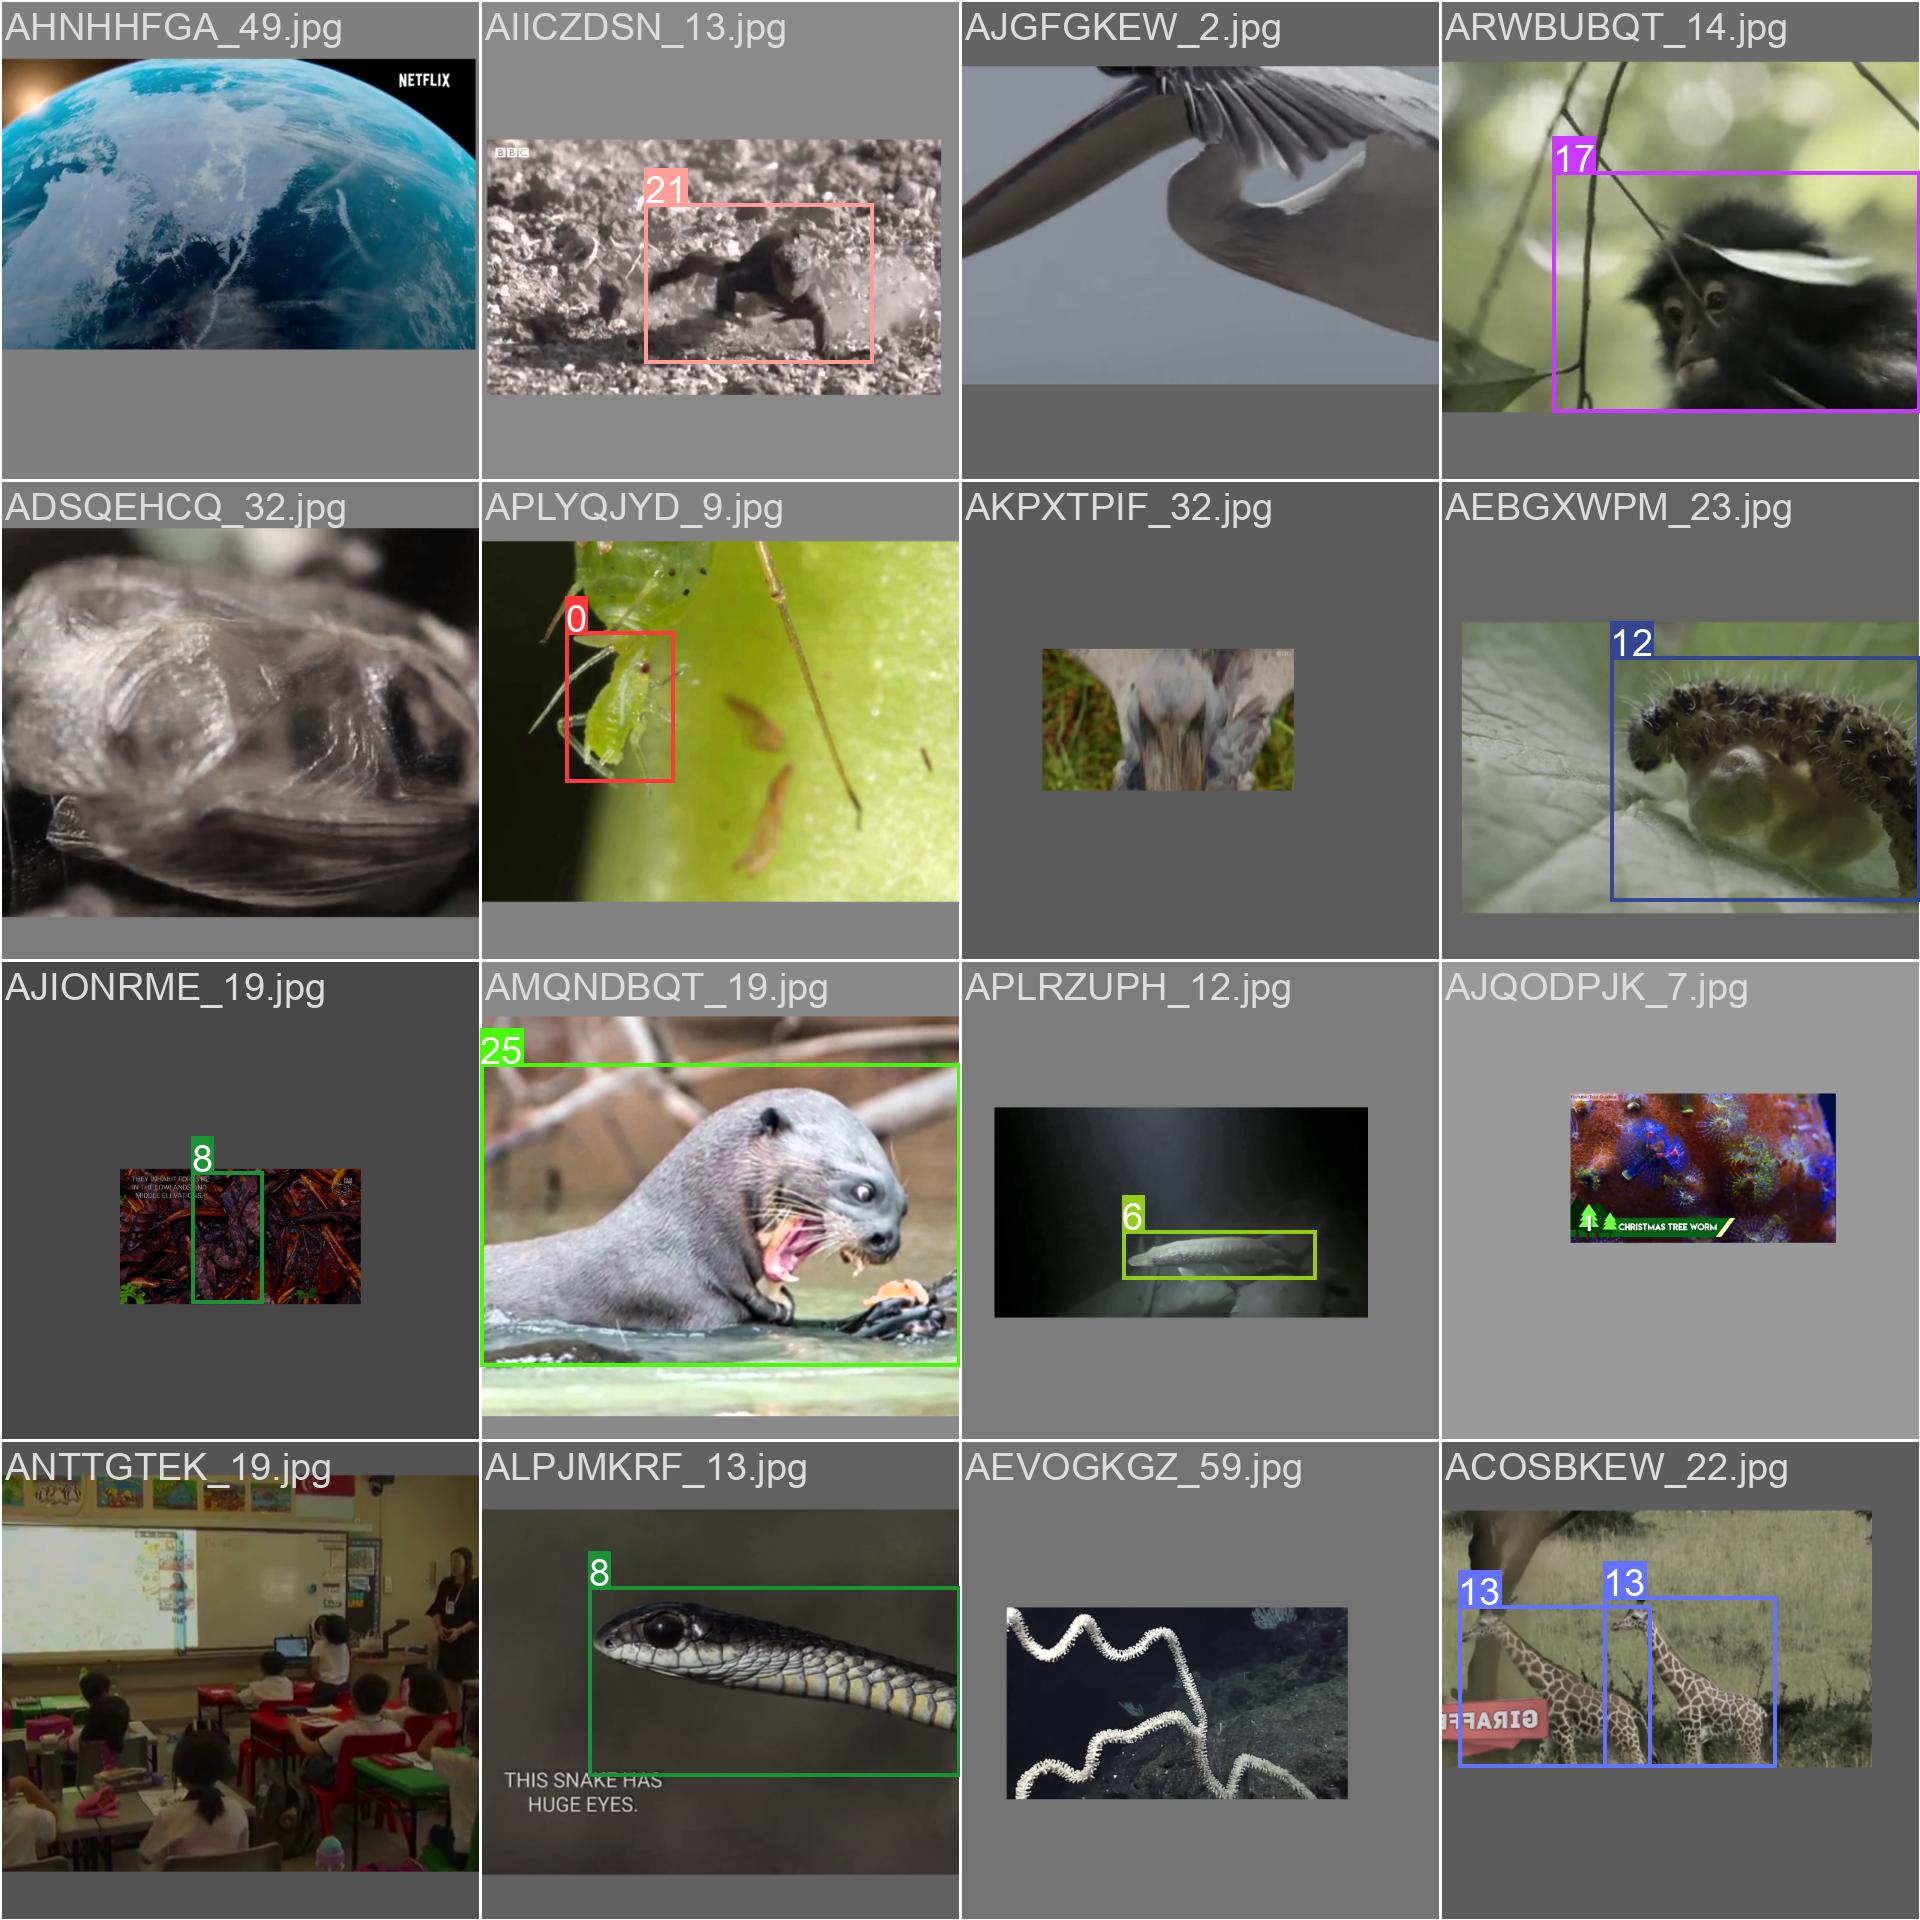 AHNHHFGA_49.jpg
NETFLIX
AIICZDSN_13.jpg
BBC
21
AJGFGKEW_2.jpg
ARWBUBQT_14.jpg
17
ADSQEHCQ_32.jpg
APLYQJYD_9.jpg
0
AKPXTPIF_32.jpg
AEBGXWPM_23.jpg
12
AJIONRME_19.jpg
8
THEY INHABIT FORESTS
IN THE LOWLANDS AND
MIDDLE ELEVATIONS.
AMQNDBQT_19.jpg
25
APLRZUPH_12.jpg
6
AJQODPJK_7.jpg
1
CHRISTMAS TREE WORM
ANTTGTEK_19.jpg
ALPJMKRF_13.jpg
8
THIS SNAKE HAS
HUGE EYES.
AEVOGKGZ_59.jpg
ACOSBKEW_22.jpg
13
13
GIRAFF